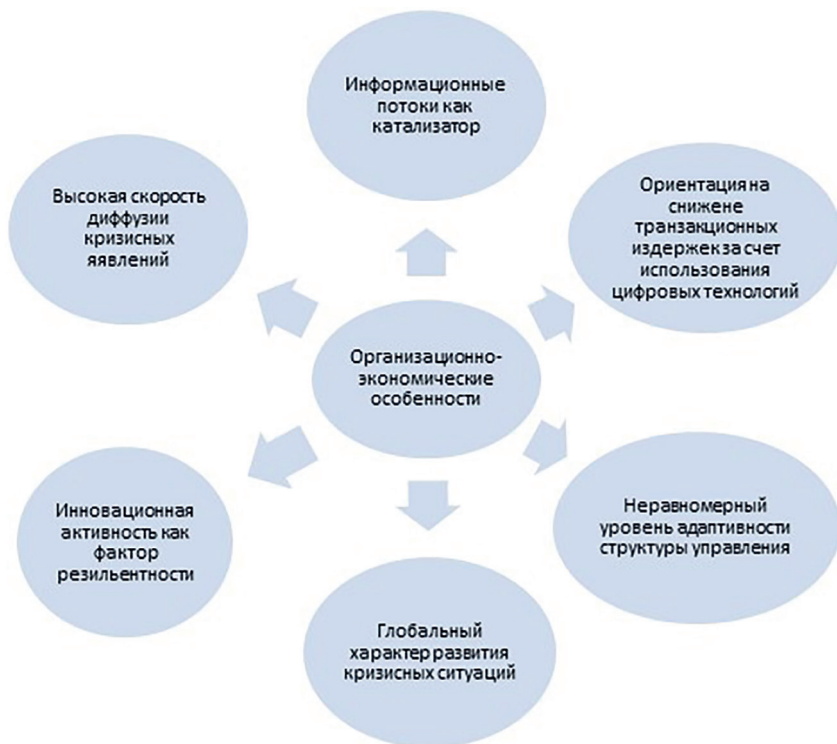 Информационные
потоки как
катализатор
Высокая скорость
диффузии
кризисных
яявлений
Ориентация на
снижене
транзакционных
издержек за счет
использования
цифровых технологий
Организационно-
экономические
особенности
Инновационная
активность как
фактор
резильентности
Неравномерный
уровень адаптивности
структуры управления
Глобальный
характер развития
кризисных ситуаций